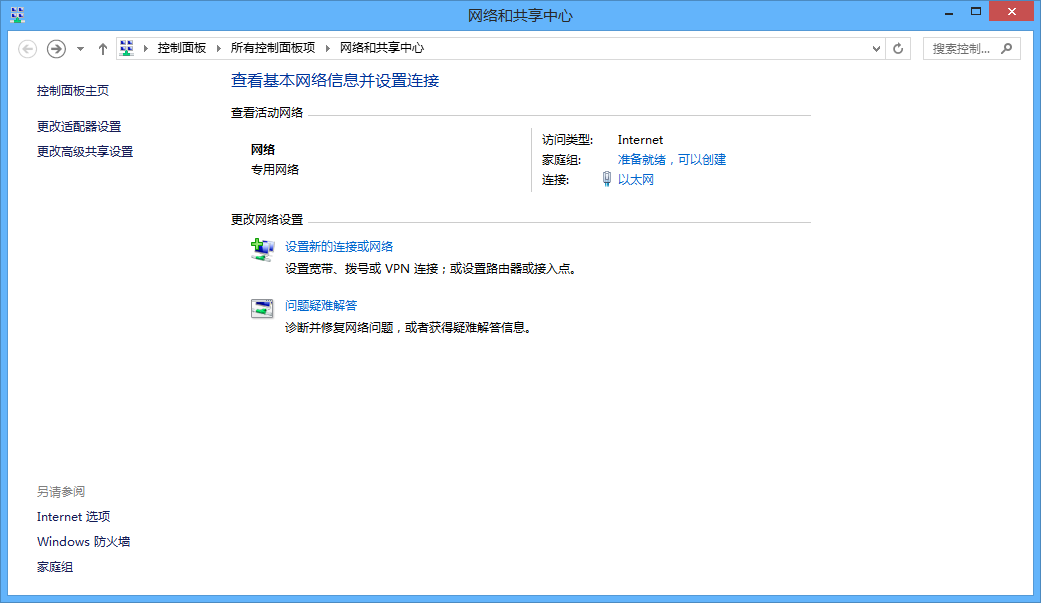 网络和共享中心
控制面板 所有控制面板项 网络和共享中心
搜索控制...
控制面板主页
更改适配器设置
更改高级共享设置
查看基本网络信息并设置连接
查看活动网络
网络
专用网络
访问类型: Internet
家庭组: 准备就绪，可以创建
连接: 以太网
更改网络设置
设置新的连接或网络
设置宽带、拨号或 VPN 连接；或设置路由器或接入点。
问题疑难解答
诊断并修复网络问题，或者获得疑难解答信息。
另请参阅
Internet 选项
Windows 防火墙
家庭组